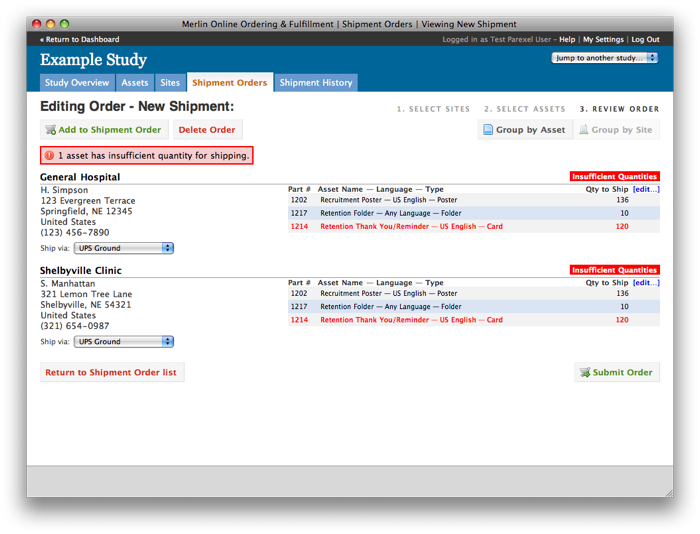 Merlin Online Ordering & Fulfillment | Shipment Orders | Viewing New Shipment
« Return to Dashboard Logged in as Test Parexel User – Help | My Settings | Log Out
Example Study Jump to another study...
Study Overview Assets Sites Shipment Orders Shipment History
Editing Order - New Shipment: 1. SELECT SITES 2. SELECT ASSETS 3. REVIEW ORDER
Add to Shipment Order Delete Order Group by Asset Group by Site
1 asset has insufficient quantity for shipping.
Insufficient Quantities
General Hospital Part # Asset Name — Language — Type Qty to Ship [edit...]
H. Simpson 1202 Recruitment Poster — US English — Poster 136
123 Evergreen Terrace 1217 Retention Folder — Any Language — Folder 10
Springfield, NE 12345 1214 Retention Thank You/Reminder — US English — Card 120
United States
(123) 456-7890
Ship via: UPS Ground
Insufficient Quantities
Shelbyville Clinic Part # Asset Name — Language — Type Qty to Ship [edit...]
S. Manhattan 1202 Recruitment Poster — US English — Poster 136
321 Lemon Tree Lane 1217 Retention Folder — Any Language — Folder 10
Shelbyville, NE 54321 1214 Retention Thank You/Reminder — US English — Card 120
United States
(321) 654-0987
Ship via: UPS Ground
Return to Shipment Order list Submit Order